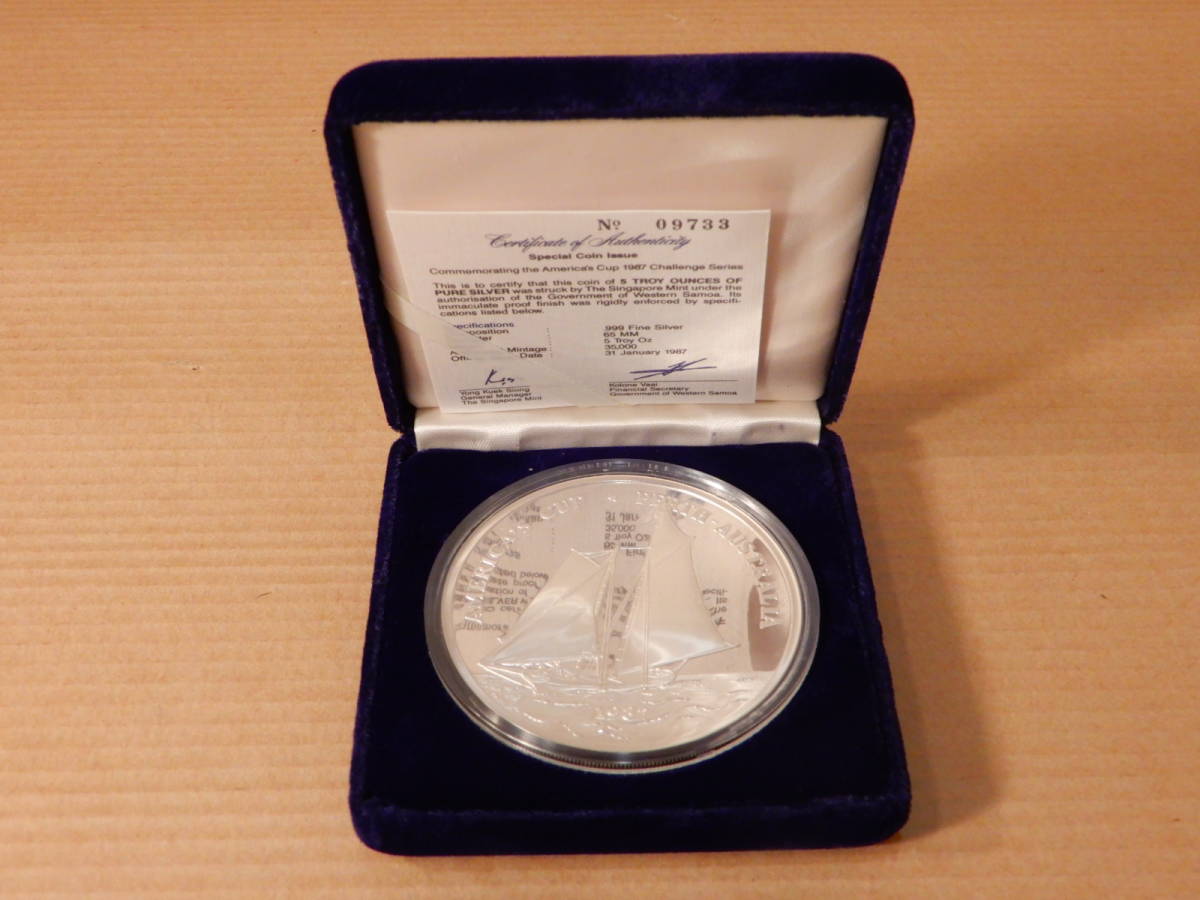 Nº 09733
Certificate of Authenticity
Special Coin Issue
Commemorating the America's Cup 1987 Challenge Series
This is to certify that this coin of 5 TROY OUNCES OF
PURE SILVER was struck by The Singapore Mint under the
authorisation of the Government of Western Samoa. Its
immaculate proof finish was rigidly enforced by specifi-
cations listed below.
.999 Fine Silver
65 MM
5 Troy Oz
Mintage 35,000
Date 31 January 1987
Yong Kuek Siong
General Manager
The Singapore Mint
Kolone Vaai
Financial Secretary
Government of Western Samoa
AMERICA'S CUP • PERTH-AUSTRALIA